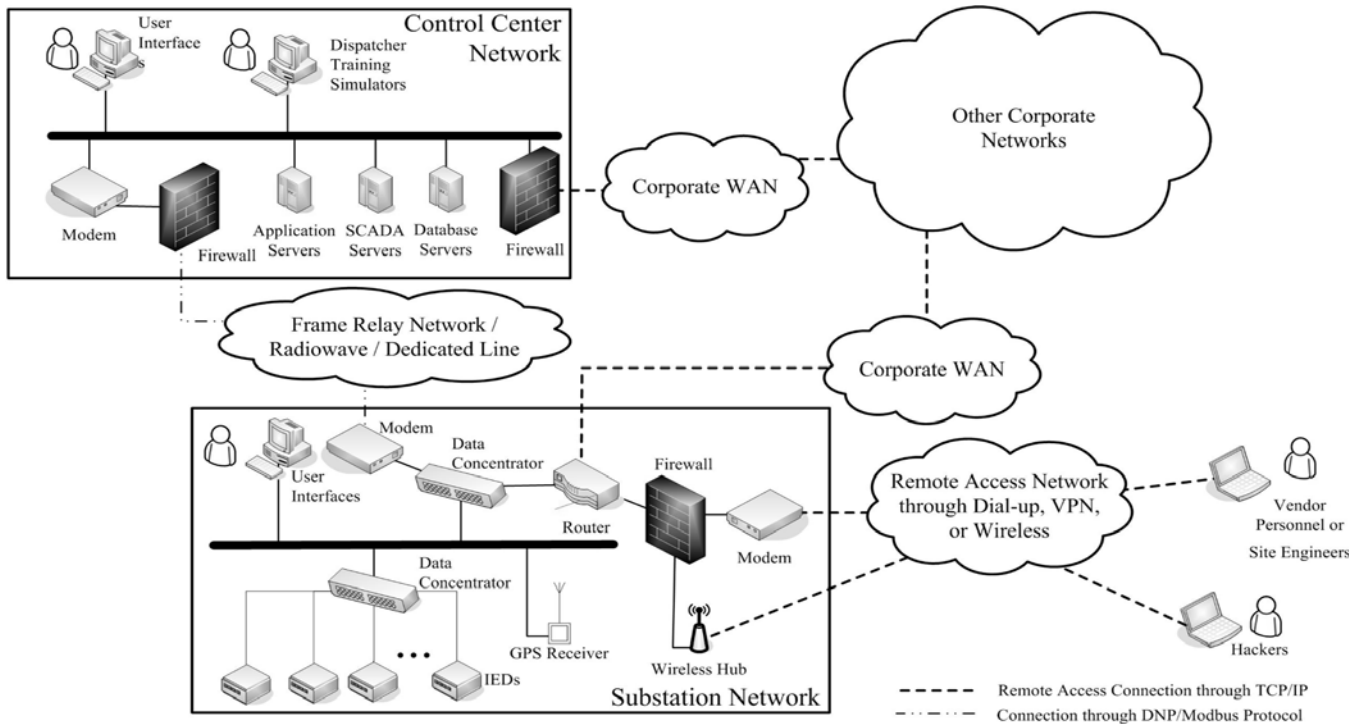 User
Interface
s
Control Center
Network
Dispatcher
Training
Simulators
Modem
Firewall
Application
Servers
SCADA
Servers
Database
Servers
Firewall
Corporate WAN
Other Corporate
Networks
Frame Relay Network /
Radiowave / Dedicated Line
Corporate WAN
Modem
User
Interfaces
Data
Concentrator
Router
Firewall
Modem
Remote Access Network
through Dial-up, VPN,
or Wireless
Vendor
Personnel or
Site Engineers
Data
Concentrator
GPS Receiver
IEDs
Wireless Hub
Hackers
Substation Network
Remote Access Connection through TCP/IP
Connection through DNP/Modbus Protocol